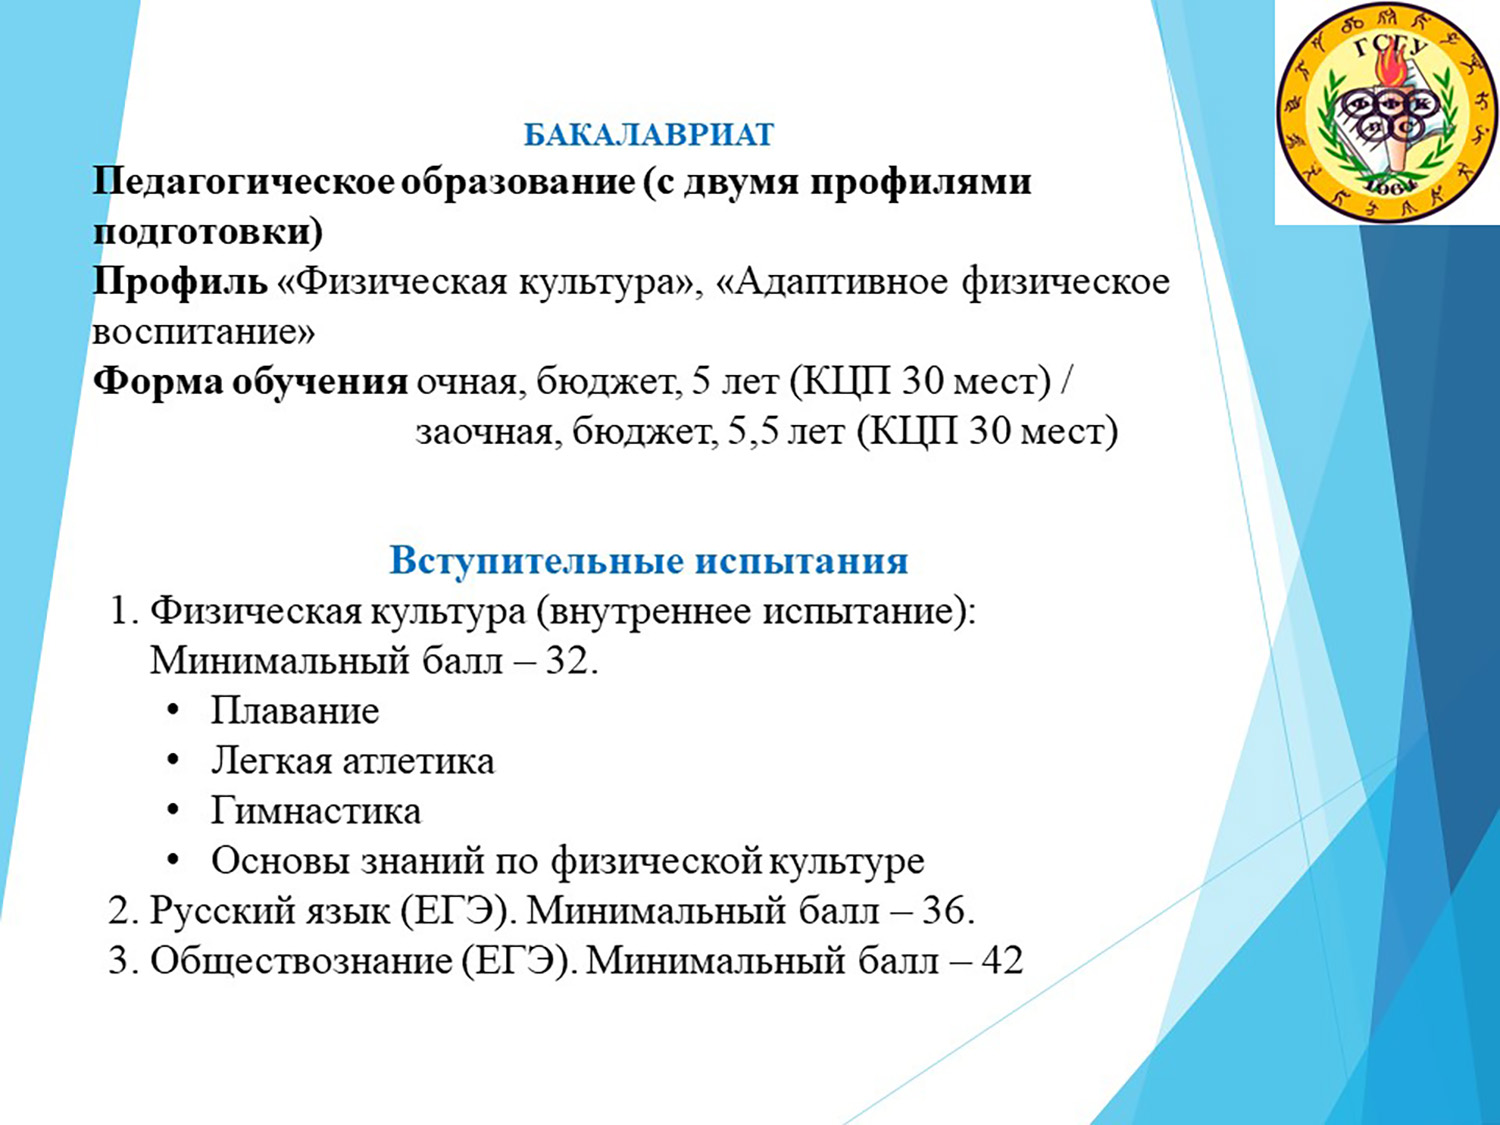 ГСГУ
ФФК
иС
1964
БАКАЛАВРИАТ
Педагогическое образование (с двумя профилями
подготовки)
Профиль «Физическая культура», «Адаптивное физическое
воспитание»
Форма обучения очная, бюджет, 5 лет (КЦП 30 мест) /
заочная, бюджет, 5,5 лет (КЦП 30 мест)
Вступительные испытания
1. Физическая культура (внутреннее испытание):
Минимальный балл – 32.
• Плавание
• Легкая атлетика
• Гимнастика
• Основы знаний по физической культуре
2. Русский язык (ЕГЭ). Минимальный балл – 36.
3. Обществознание (ЕГЭ). Минимальный балл – 42